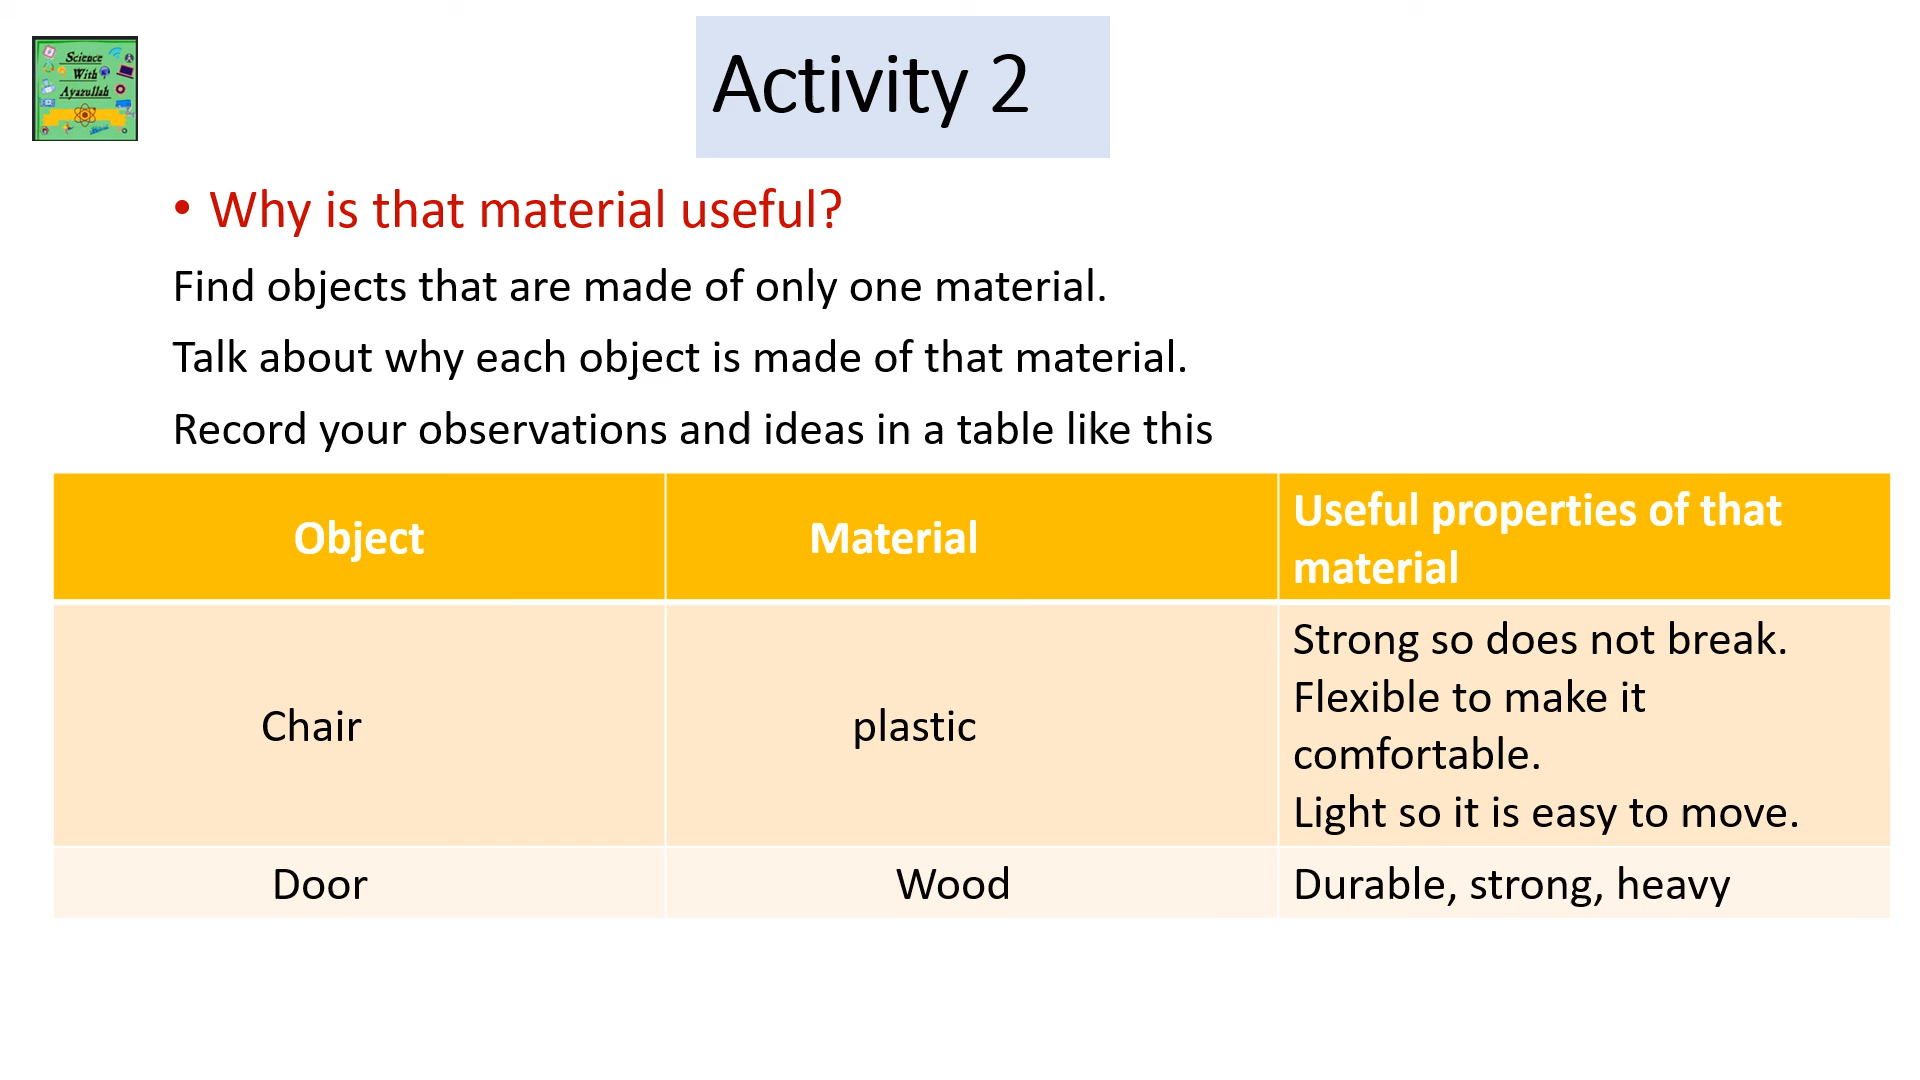 Science
With
Ayazullah
Activity 2
• Why is that material useful?
Find objects that are made of only one material.
Talk about why each object is made of that material.
Record your observations and ideas in a table like this
Object
Material
Useful properties of that
material
Chair
plastic
Strong so does not break.
Flexible to make it
comfortable.
Light so it is easy to move.
Door
Wood
Durable, strong, heavy